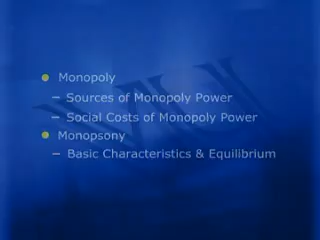 Monopoly
– Sources of Monopoly Power
– Social Costs of Monopoly Power
Monopsony
– Basic Characteristics & Equilibrium